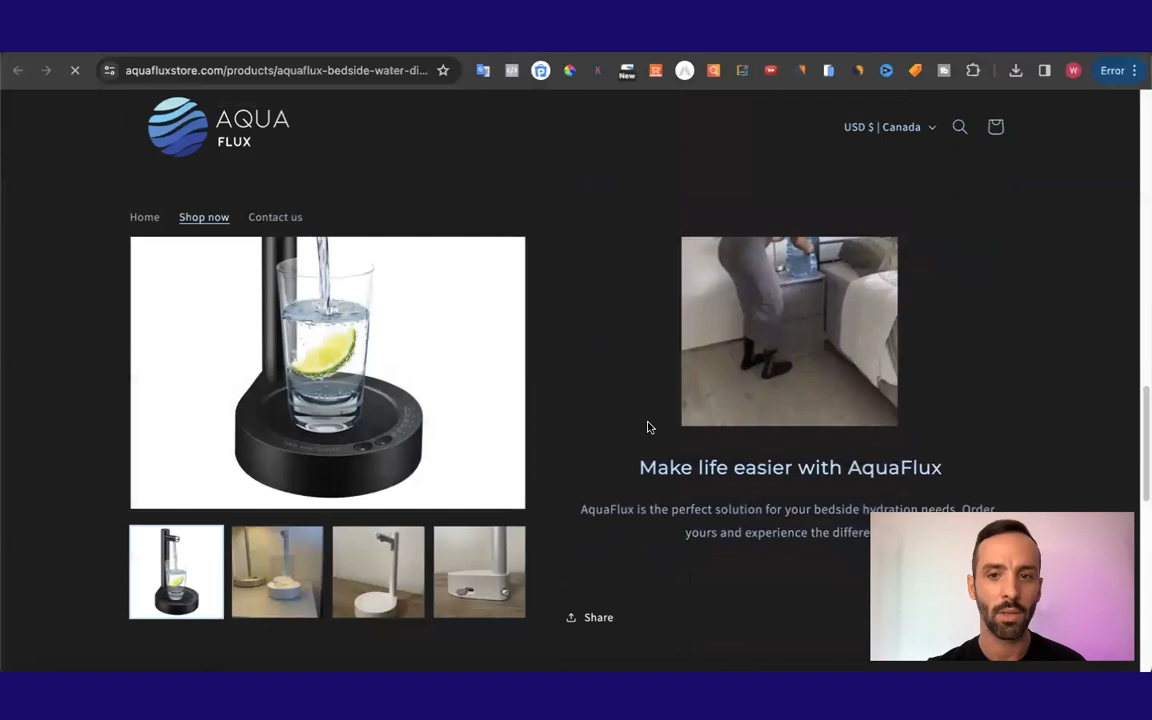 aquafluxstore.com/products/aquaflux-bedside-water-di...
New
Error
AQUA
FLUX
USD $ | Canada
Home
Shop now
Contact us
Make life easier with AquaFlux
AquaFlux is the perfect solution for your bedside hydration needs. Order
yours and experience the differe
Share